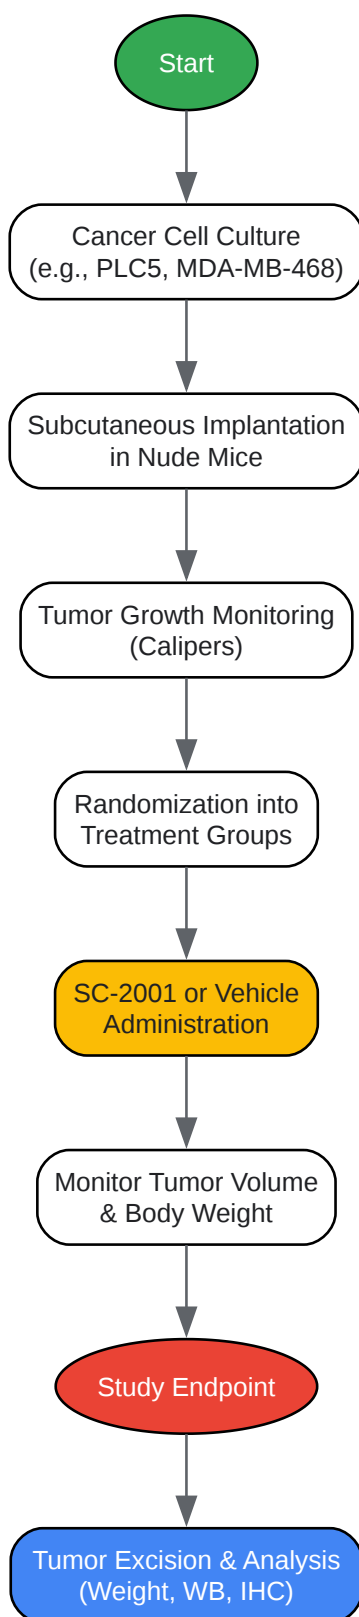 Start
Cancer Cell Culture
(e.g., PLC5, MDA-MB-468)
Subcutaneous Implantation
in Nude Mice
Tumor Growth Monitoring
(Calipers)
Randomization into
Treatment Groups
SC-2001 or Vehicle
Administration
Monitor Tumor Volume
& Body Weight
Study Endpoint
Tumor Excision & Analysis
(Weight, WB, IHC)